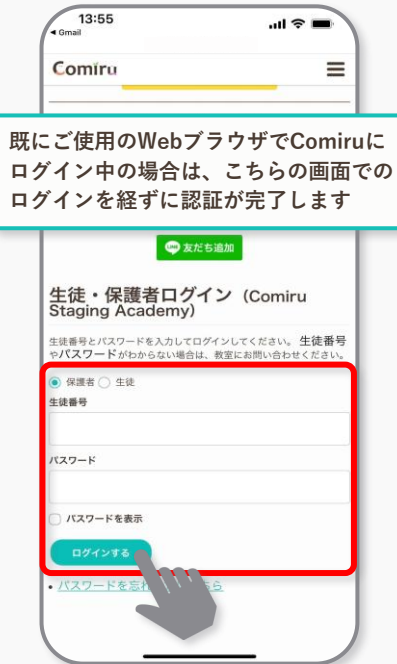 13:55
◀ Gmail
Comiru
既にご使用のWebブラウザでComiruに
ログイン中の場合は、こちらの画面での
ログインを経ずに認証が完了します
友だち追加
生徒・保護者ログイン（Comiru
Staging Academy）
生徒番号とパスワードを入力してログインしてください。 生徒番号
やパスワードがわからない場合は、教室にお問い合わせください。
保護者 生徒
生徒番号
パスワード
パスワードを表示
ログインする
• パスワードを忘れ ちら